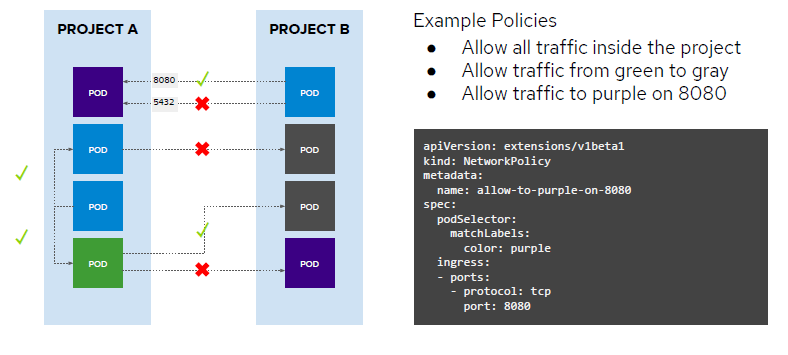 PROJECT A
POD
POD
POD
POD
8080
5432
PROJECT B
POD
POD
POD
POD
Example Policies
● Allow all traffic inside the project
● Allow traffic from green to gray
● Allow traffic to purple on 8080
apiVersion: extensions/v1beta1
kind: NetworkPolicy
metadata:
  name: allow-to-purple-on-8080
spec:
  podSelector:
    matchLabels:
      color: purple
  ingress:
  - ports:
    - protocol: tcp
      port: 8080